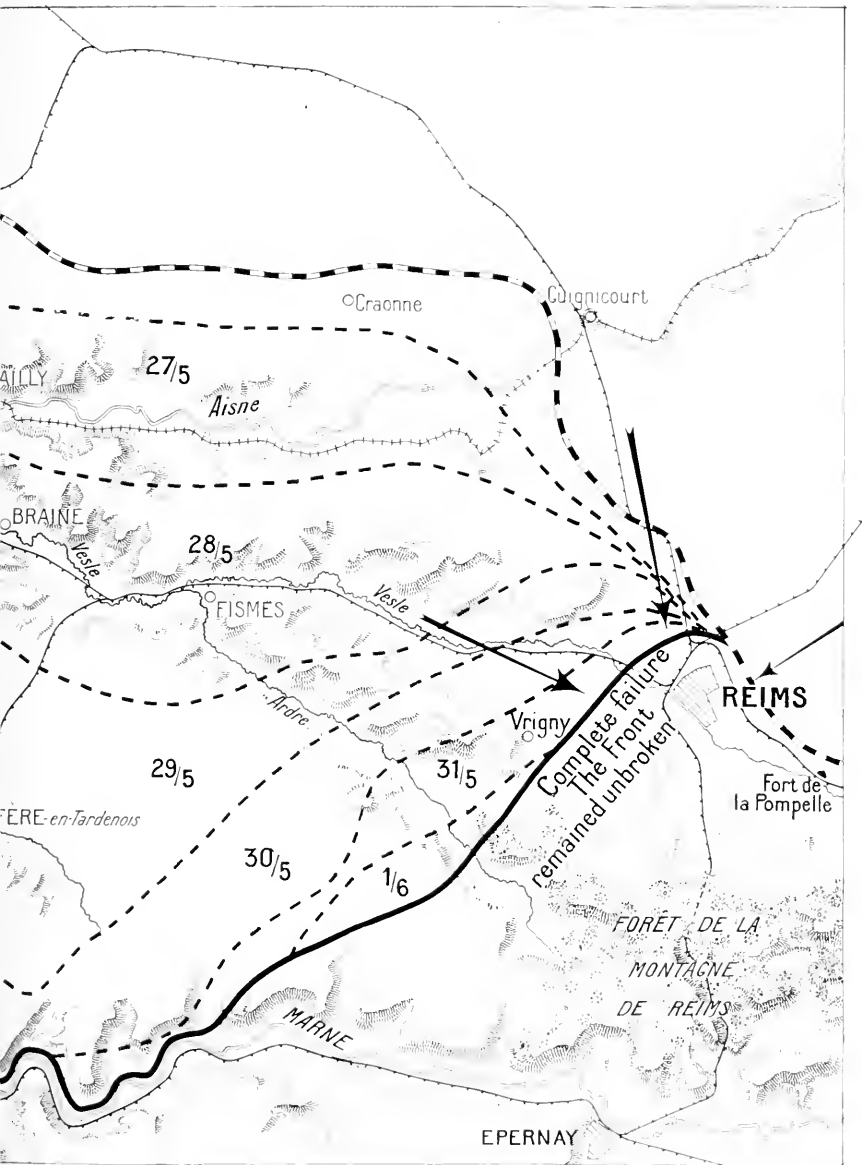 Craonne
Guignicourt
27/5
AILLY
Aisne
BRAINE
Vesle
28/5
FISMES
Vesle
Ardre
REIMS
Complete failure
The Front
remained unbroken
Vrigny
31/5
29/5
Fort de
la Pompelle
FÈRE-en-Tardenois
30/5
1/6
FORÊT DE LA
MONTAGNE
DE REIMS
MARNE
EPERNAY